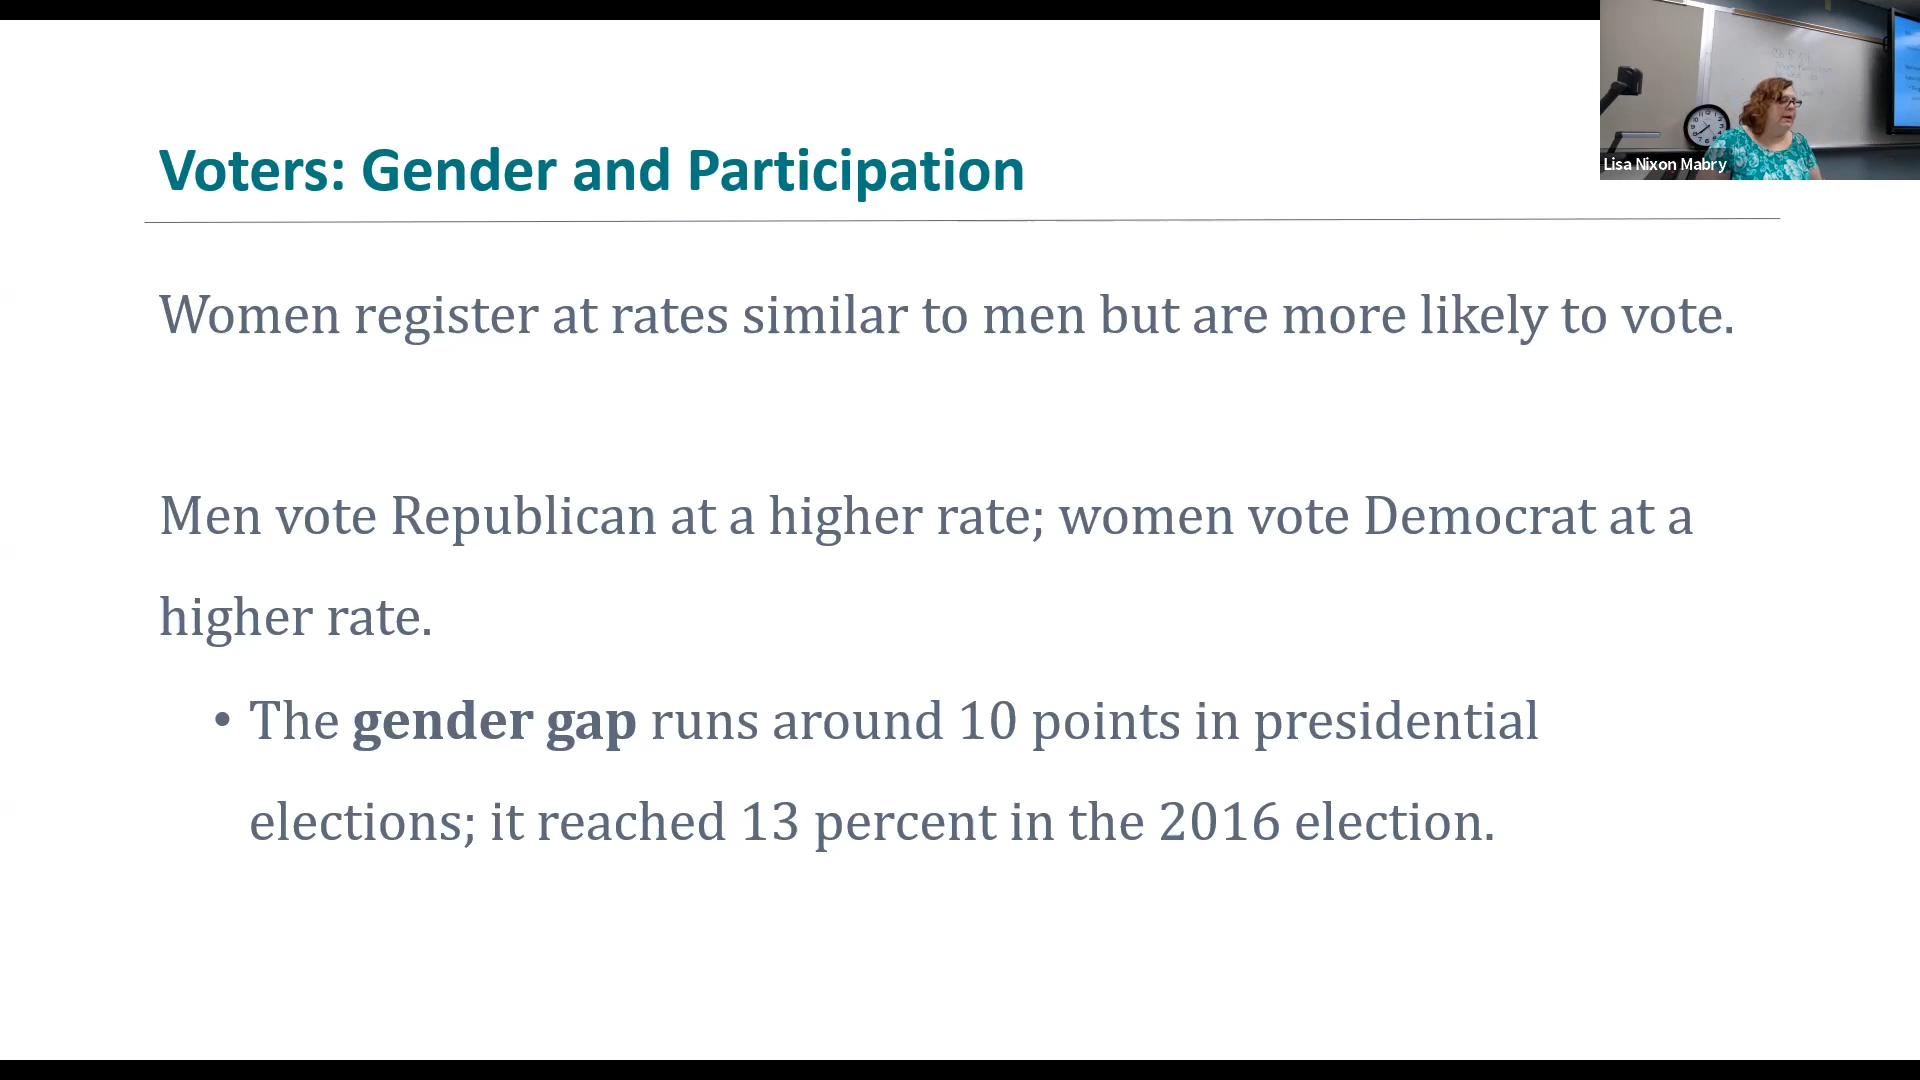 Voters: Gender and Participation
Women register at rates similar to men but are more likely to vote.
Men vote Republican at a higher rate; women vote Democrat at a
higher rate.
• The gender gap runs around 10 points in presidential
elections; it reached 13 percent in the 2016 election.
Lisa Nixon Mabry